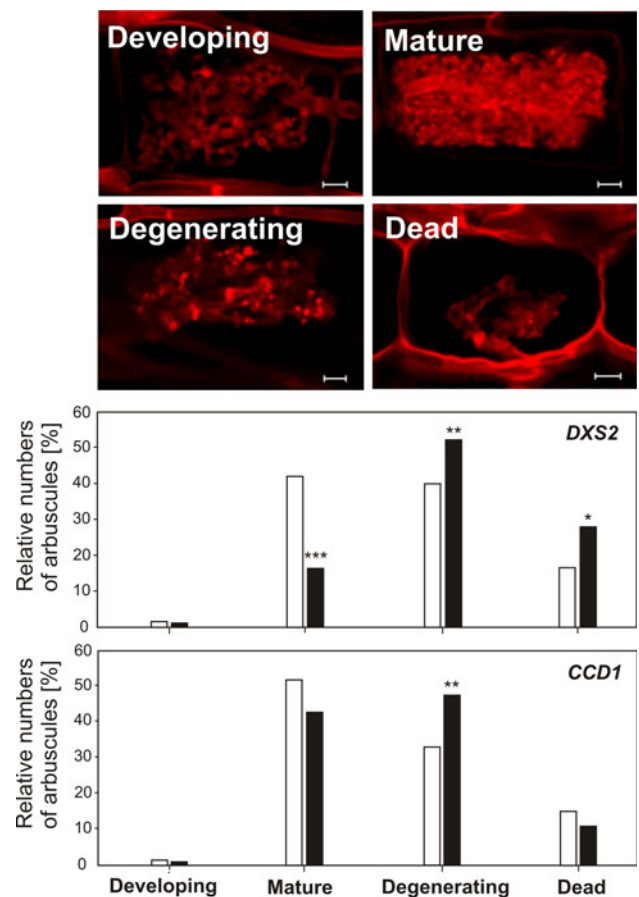 Developing
Mature
Degenerating
Dead
Relative numbers
of arbuscules [%]
60
50
40
30
20
10
0
DXS2
***
**
*
Relative numbers
of arbuscules [%]
60
50
40
30
20
10
0
CCD1
**
Developing
Mature
Degenerating
Dead